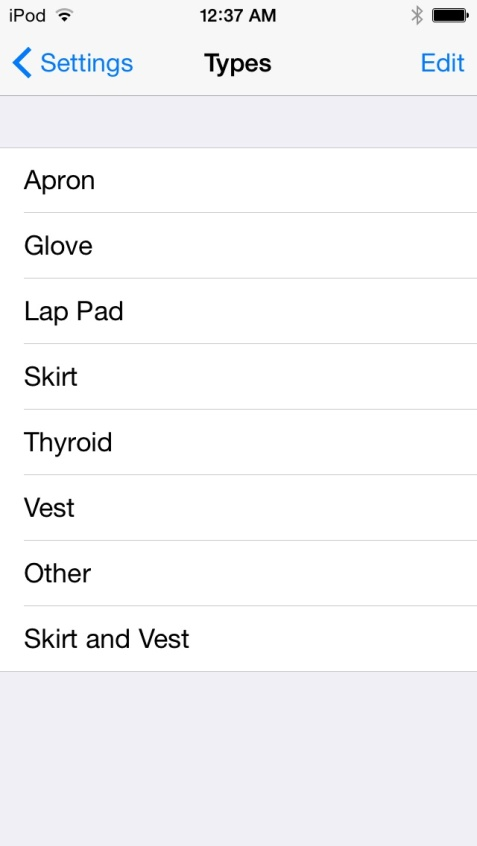 iPod 12:37 AM
Settings Types Edit
Apron
Glove
Lap Pad
Skirt
Thyroid
Vest
Other
Skirt and Vest